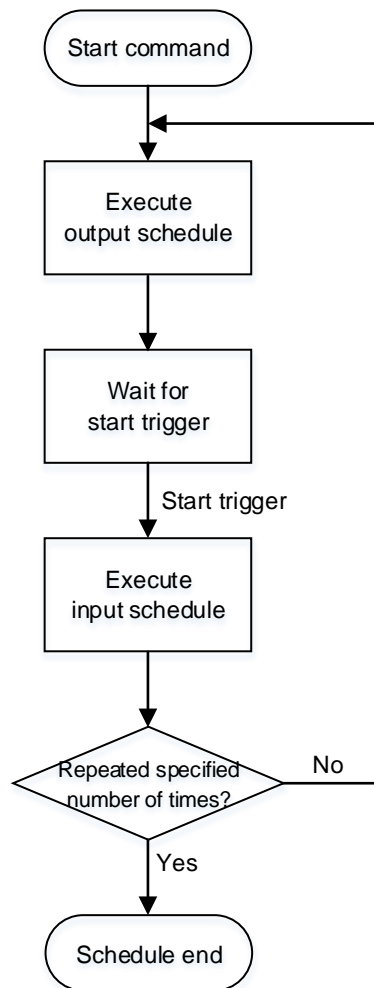 Start command
Execute
output schedule
Wait for
start trigger
Start trigger
Execute
input schedule
Repeated specified
number of times?
No
Yes
Schedule end